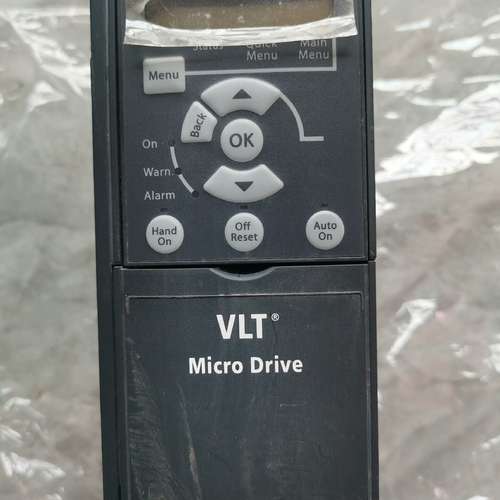 Status Quick Main
Menu Menu
Menu
Back
OK
On
Warn.
Alarm
Hand Off Auto
On Reset On
VLT®
Micro Drive